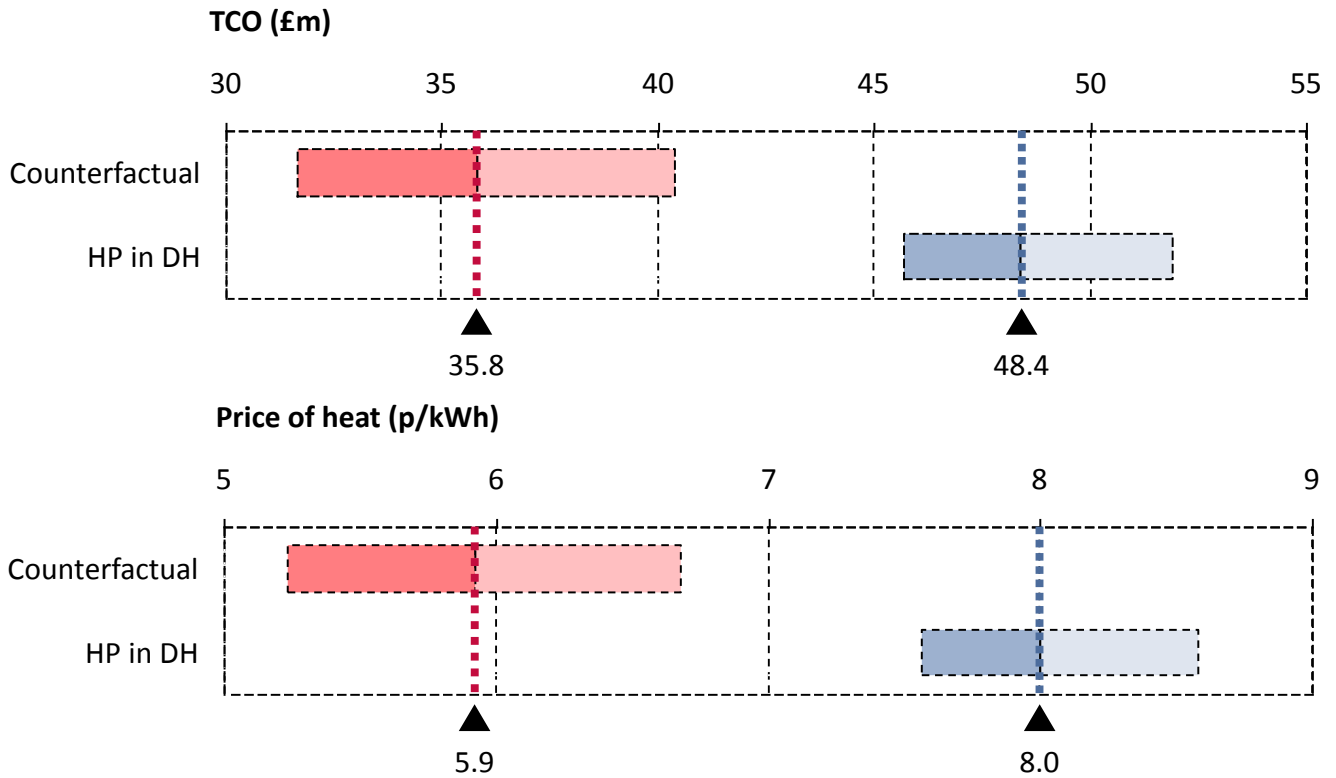 TCO (£m)
30 35 40 45 50 55
Counterfactual
HP in DH
35.8 48.4
Price of heat (p/kWh)
5 6 7 8 9
Counterfactual
HP in DH
5.9 8.0